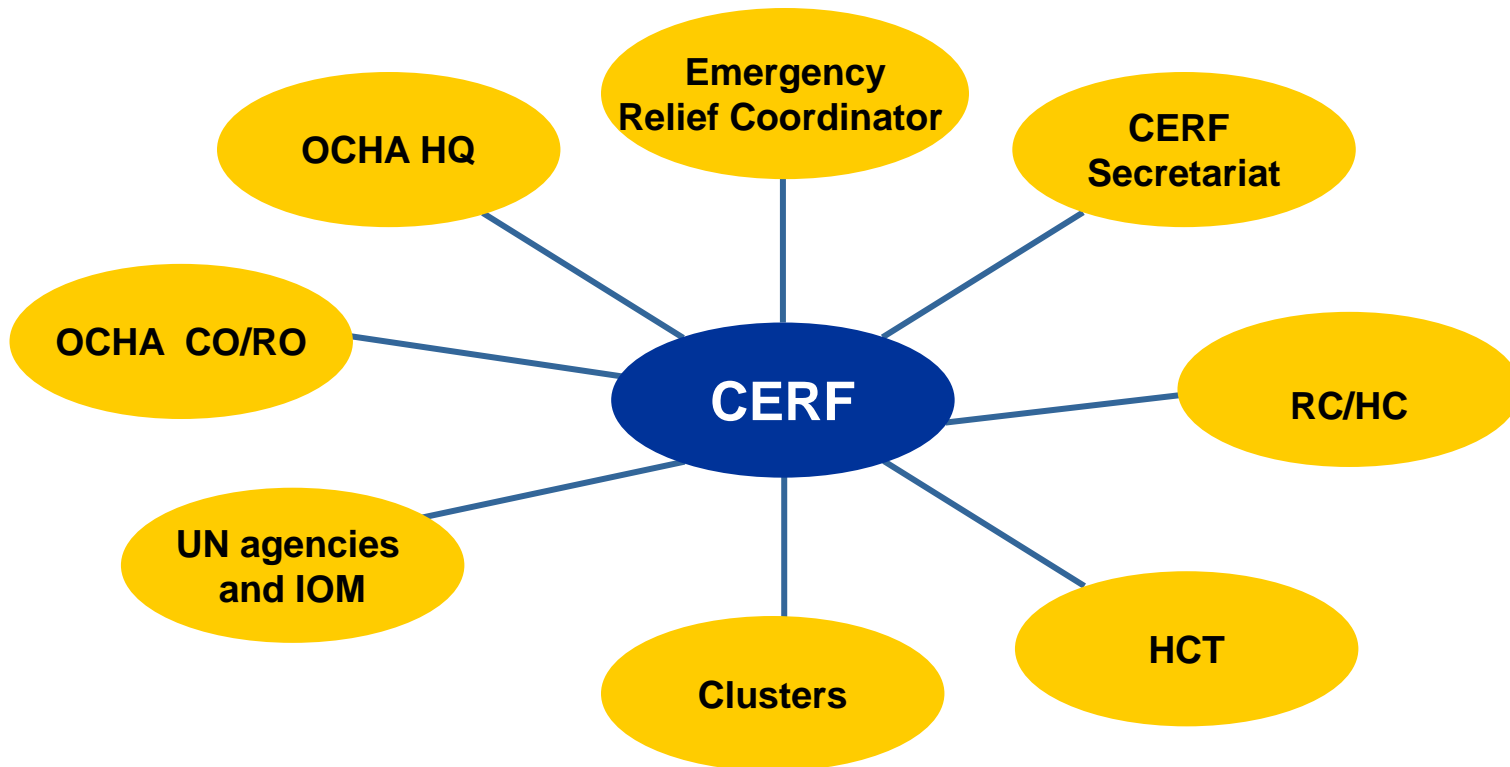 Emergency
Relief Coordinator
OCHA HQ
CERF
Secretariat
OCHA CO/RO
CERF
RC/HC
UN agencies
and IOM
HCT
Clusters